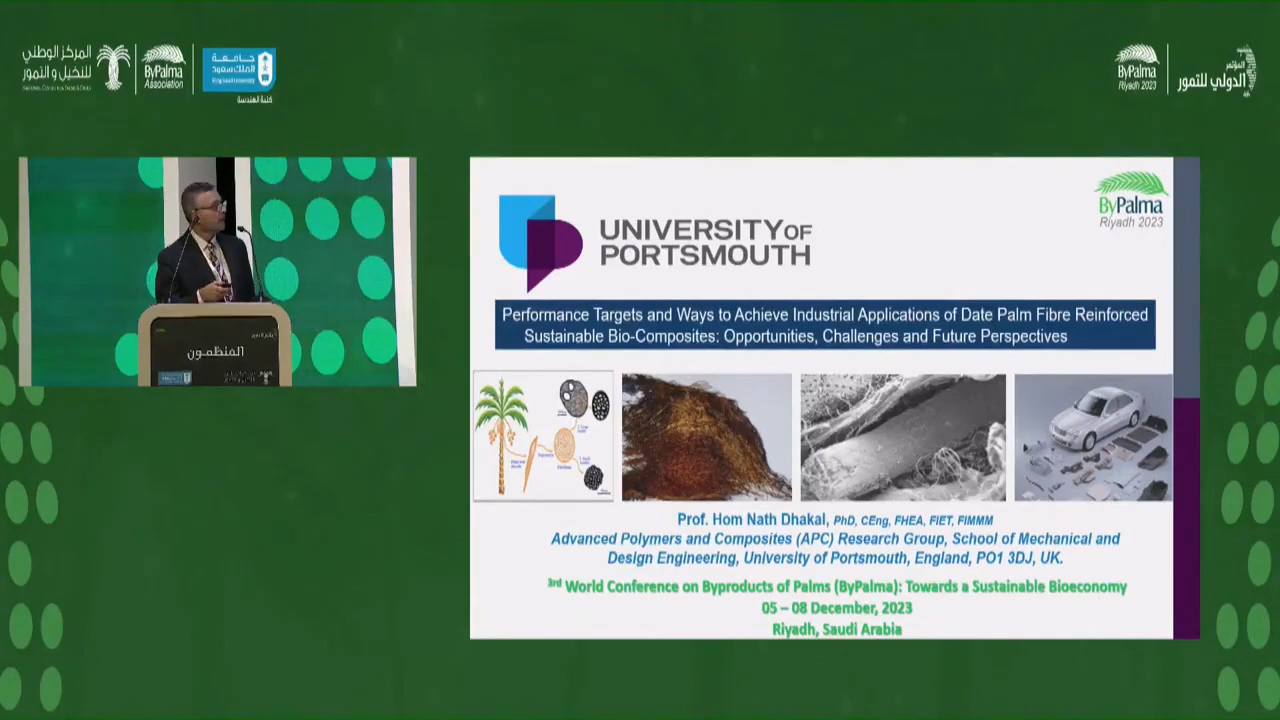 المركز الوطني
للنخيل و التمور
ByPalma
Association
جامعة
الملك سعود
King Saud University
كلية الهندسة
ByPalma
Riyadh 2023
المؤتمر
الدولي للتمور
المنظمون
UNIVERSITY OF
PORTSMOUTH
ByPalma
Riyadh 2023
Performance Targets and Ways to Achieve Industrial Applications of Date Palm Fibre Reinforced
Sustainable Bio-Composites: Opportunities, Challenges and Future Perspectives
Prof. Hom Nath Dhakal, PhD, CEng, FHEA, FIET, FIMMM
Advanced Polymers and Composites (APC) Research Group, School of Mechanical and
Design Engineering, University of Portsmouth, England, PO1 3DJ, UK.
3rd World Conference on Byproducts of Palms (ByPalma): Towards a Sustainable Bioeconomy
05 – 08 December, 2023
Riyadh, Saudi Arabia